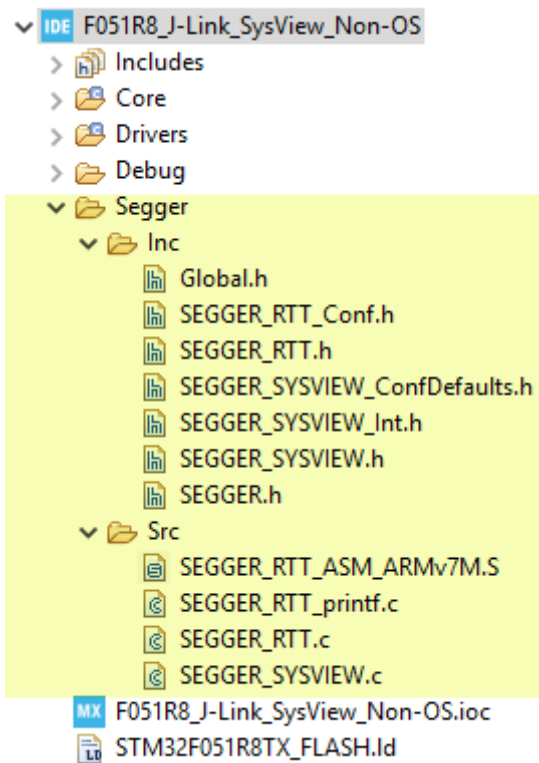 IDE F051R8_J-Link_SysView_Non-OS
Includes
Core
Drivers
Debug
Segger
Inc
Global.h
SEGGER_RTT_Conf.h
SEGGER_RTT.h
SEGGER_SYSVIEW_ConfDefaults.h
SEGGER_SYSVIEW_Int.h
SEGGER_SYSVIEW.h
SEGGER.h
Src
SEGGER_RTT_ASM_ARMv7M.S
SEGGER_RTT_printf.c
SEGGER_RTT.c
SEGGER_SYSVIEW.c
MX F051R8_J-Link_SysView_Non-OS.ioc
STM32F051R8TX_FLASH.ld